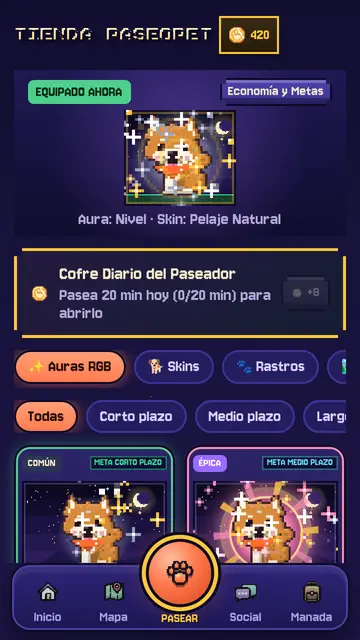 TIENDA PASEOPET
420
EQUIPADO AHORA
Economía y Metas
Aura: Nivel · Skin: Pelaje Natural
Cofre Diario del Paseador
Pasea 20 min hoy (0/20 min) para
abrirlo
+6
Auras RGB
Skins
Rastros
Todas
Corto plazo
Medio plazo
Largo
COMÚN
META CORTO PLAZO
ÉPICA
META MEDIO PLAZO
Inicio
Mapa
PASEAR
Social
Manada